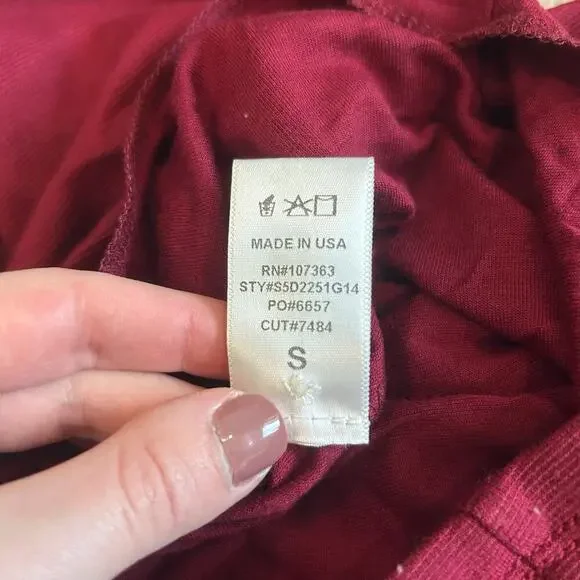 MADE IN USA
RN#107363
STY#S5D2251G14
PO#6657
CUT#7484
S